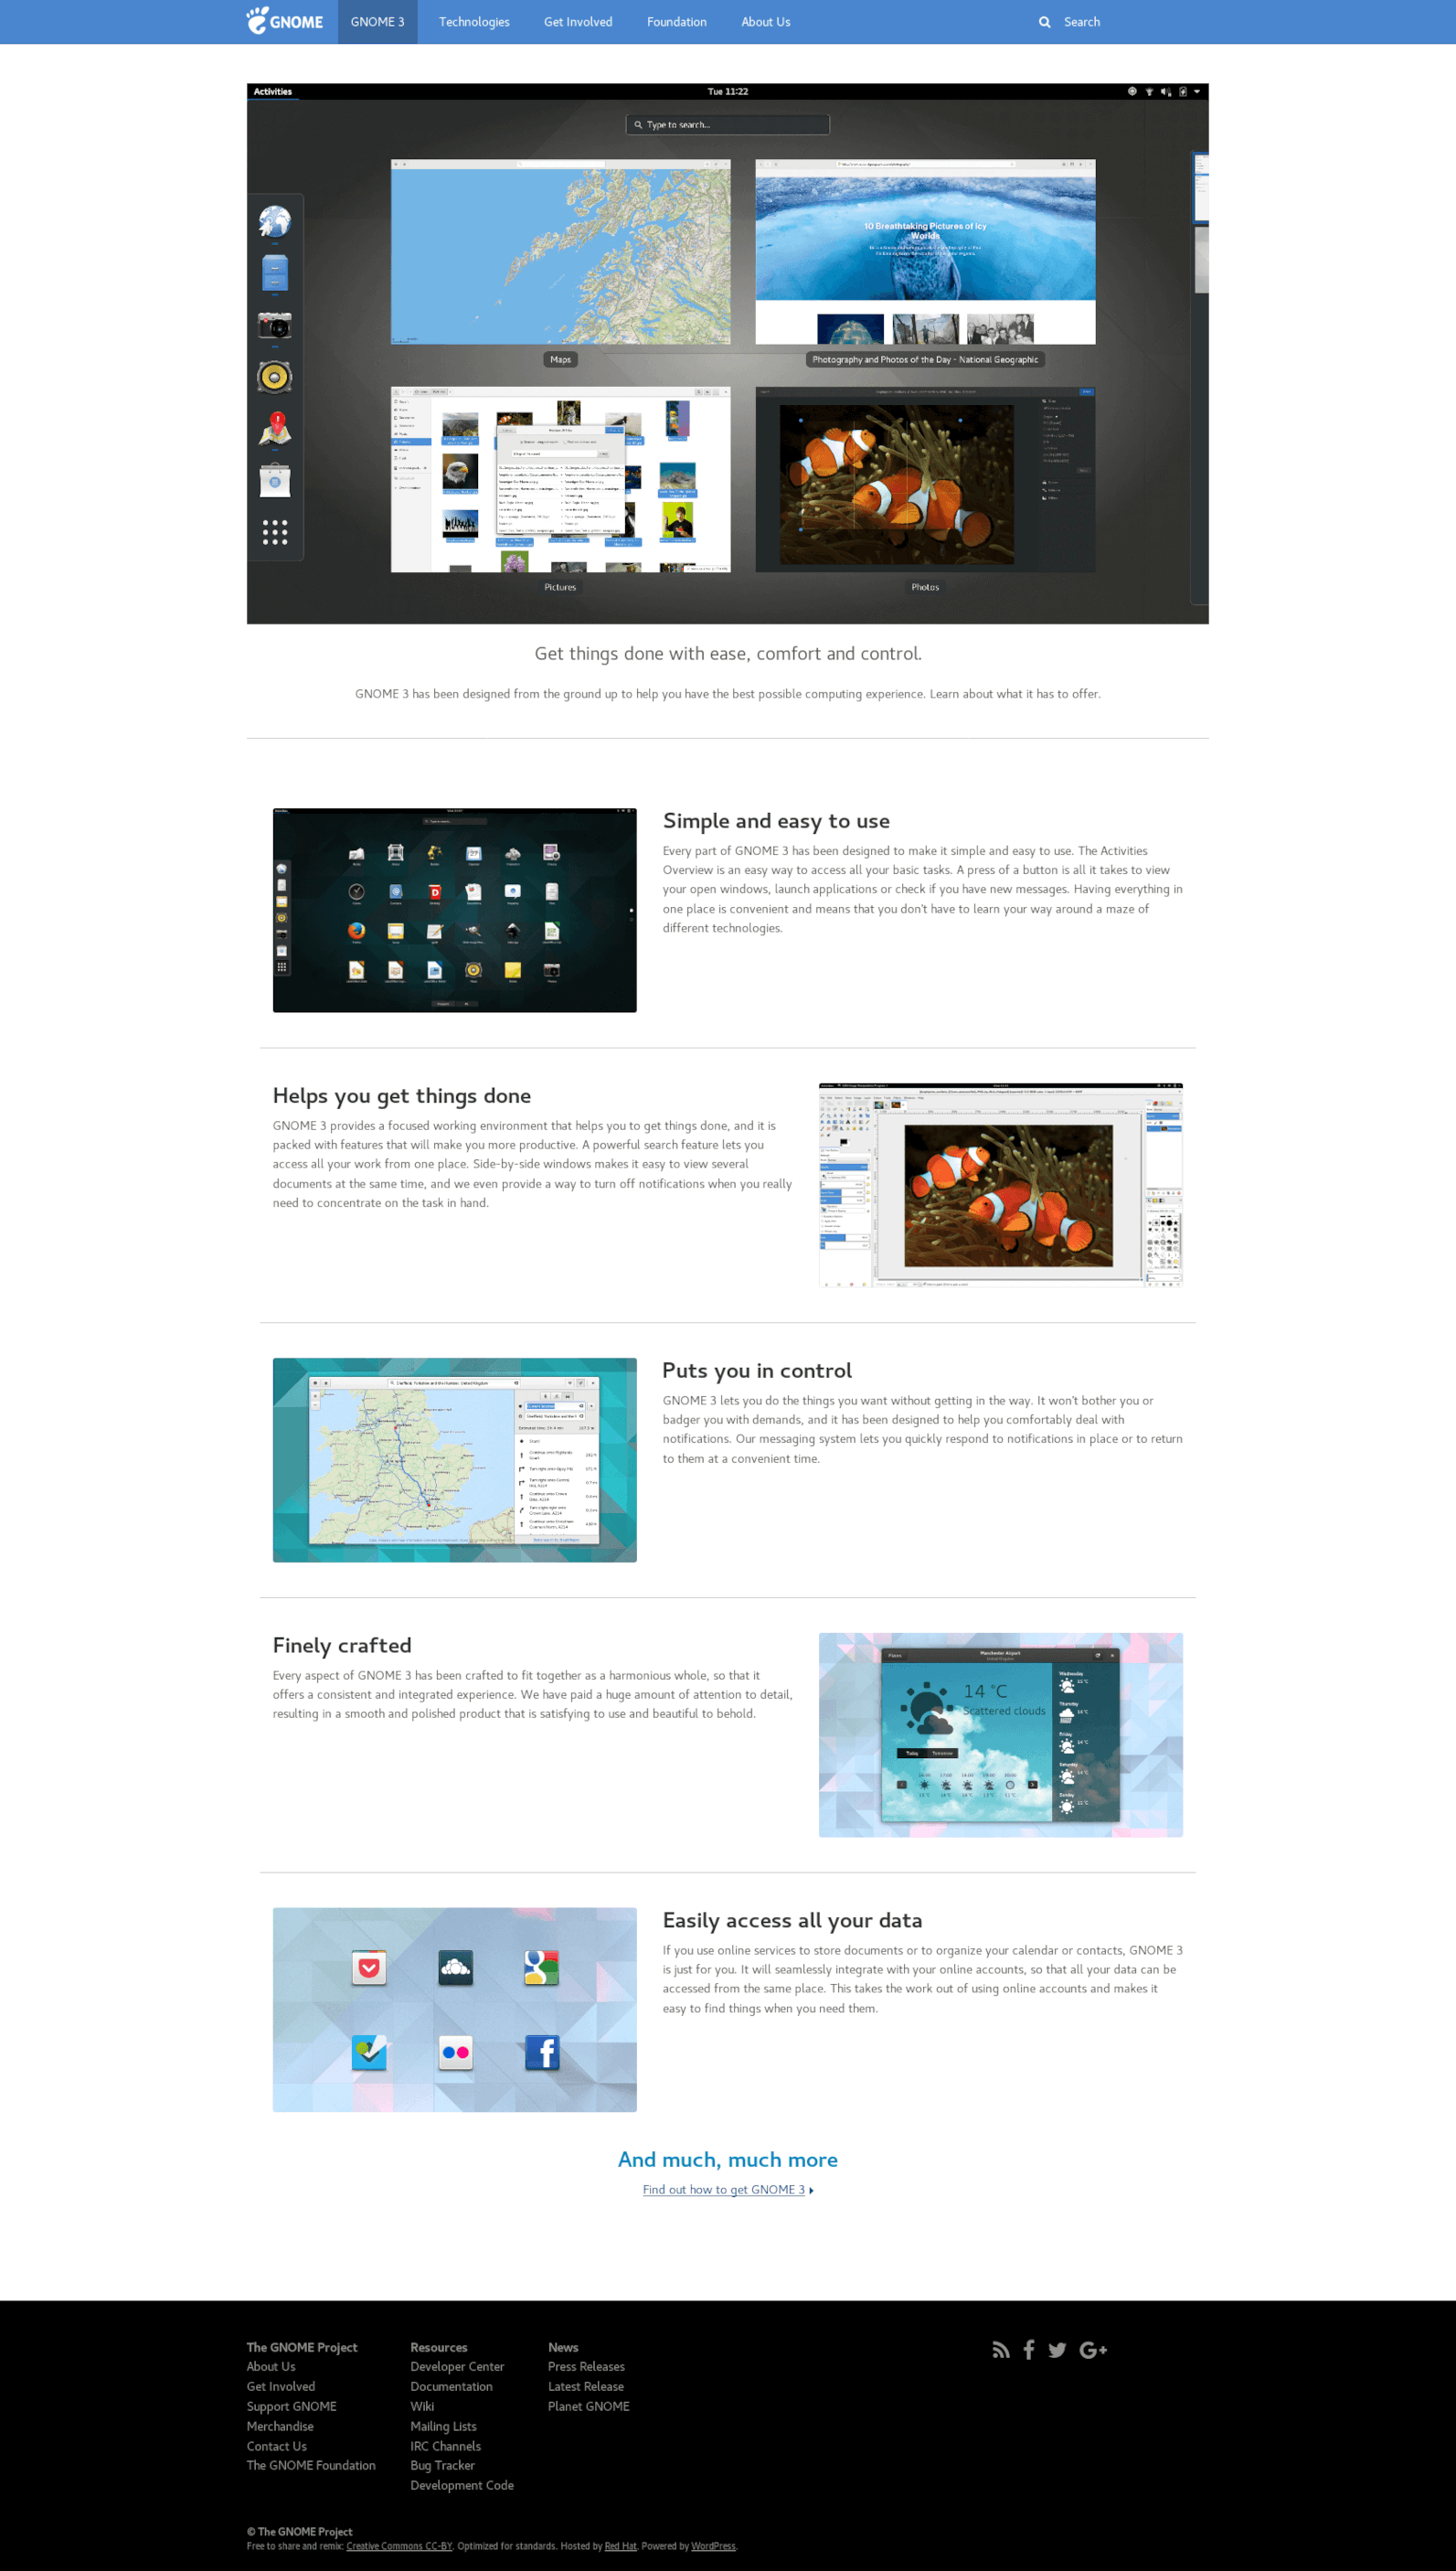 GNOME
GNOME 3
Technologies
Get Involved
Foundation
About Us
Search
Activities
Tue 11:22
Type to search...
10 Breathtaking Pictures of Icy
Worlds
Maps
Photography and Photos of the Day - National Geographic
Pictures
Photos
Get things done with ease, comfort and control.
GNOME 3 has been designed from the ground up to help you have the best possible computing experience. Learn about what it has to offer.
Simple and easy to use
Every part of GNOME 3 has been designed to make it simple and easy to use. The Activities
Overview is an easy way to access all your basic tasks. A press of a button is all it takes to view
your open windows, launch applications or check if you have new messages. Having everything in
one place is convenient and means that you don't have to learn your way around a maze of
different technologies.
Helps you get things done
GNOME 3 provides a focused working environment that helps you to get things done, and it is
packed with features that will make you more productive. A powerful search feature lets you
access all your work from one place. Side-by-side windows makes it easy to view several
documents at the same time, and we even provide a way to turn off notifications when you really
need to concentrate on the task in hand.
Puts you in control
GNOME 3 lets you do the things you want without getting in the way. It won't bother you or
badger you with demands, and it has been designed to help you comfortably deal with
notifications. Our messaging system lets you quickly respond to notifications in place or to return
to them at a convenient time.
Finely crafted
Every aspect of GNOME 3 has been crafted to fit together as a harmonious whole, so that it
offers a consistent and integrated experience. We have paid a huge amount of attention to detail,
resulting in a smooth and polished product that is satisfying to use and beautiful to behold.
Places
Manchester Airport
14 °C
Scattered clouds
Today
Tomorrow
Wednesday
Thursday
Friday
Saturday
Sunday
Easily access all your data
If you use online services to store documents or to organize your calendar or contacts, GNOME 3
is just for you. It will seamlessly integrate with your online accounts, so that all your data can be
accessed from the same place. This takes the work out of using online accounts and makes it
easy to find things when you need them.
And much, much more
Find out how to get GNOME 3
The GNOME Project
About Us
Get Involved
Support GNOME
Merchandise
Contact Us
The GNOME Foundation
Resources
Developer Center
Documentation
Wiki
Mailing Lists
IRC Channels
Bug Tracker
Development Code
News
Press Releases
Latest Release
Planet GNOME
© The GNOME Project
Free to share and remix: Creative Commons CC-BY. Optimized for standards. Hosted by Red Hat. Powered by WordPress.